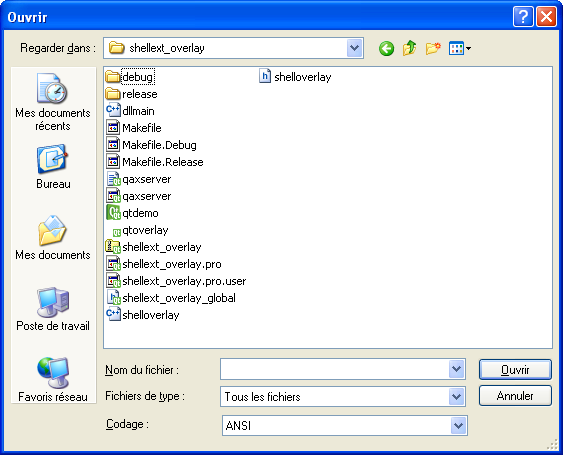 Ouvrir
Regarder dans :
shellext_overlay
debug
release
dllmain
Makefile
Makefile.Debug
Makefile.Release
qaxserver
qaxserver
qtdemo
qtoverlay
shellext_overlay
shellext_overlay.pro
shellext_overlay.pro.user
shellext_overlay_global
shelloverlay
shelloverlay
Mes documents
récents
Bureau
Mes documents
Poste de travail
Favoris réseau
Nom du fichier :
Ouvrir
Fichiers de type :
Tous les fichiers
Annuler
Codage :
ANSI